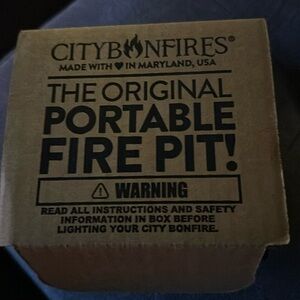 CITYBONFIRES®
MADE WITH ♥ IN MARYLAND, USA
THE ORIGINAL
PORTABLE
FIRE PIT!
⚠ WARNING
READ ALL INSTRUCTIONS AND SAFETY
INFORMATION IN BOX BEFORE
LIGHTING YOUR CITY BONFIRE.